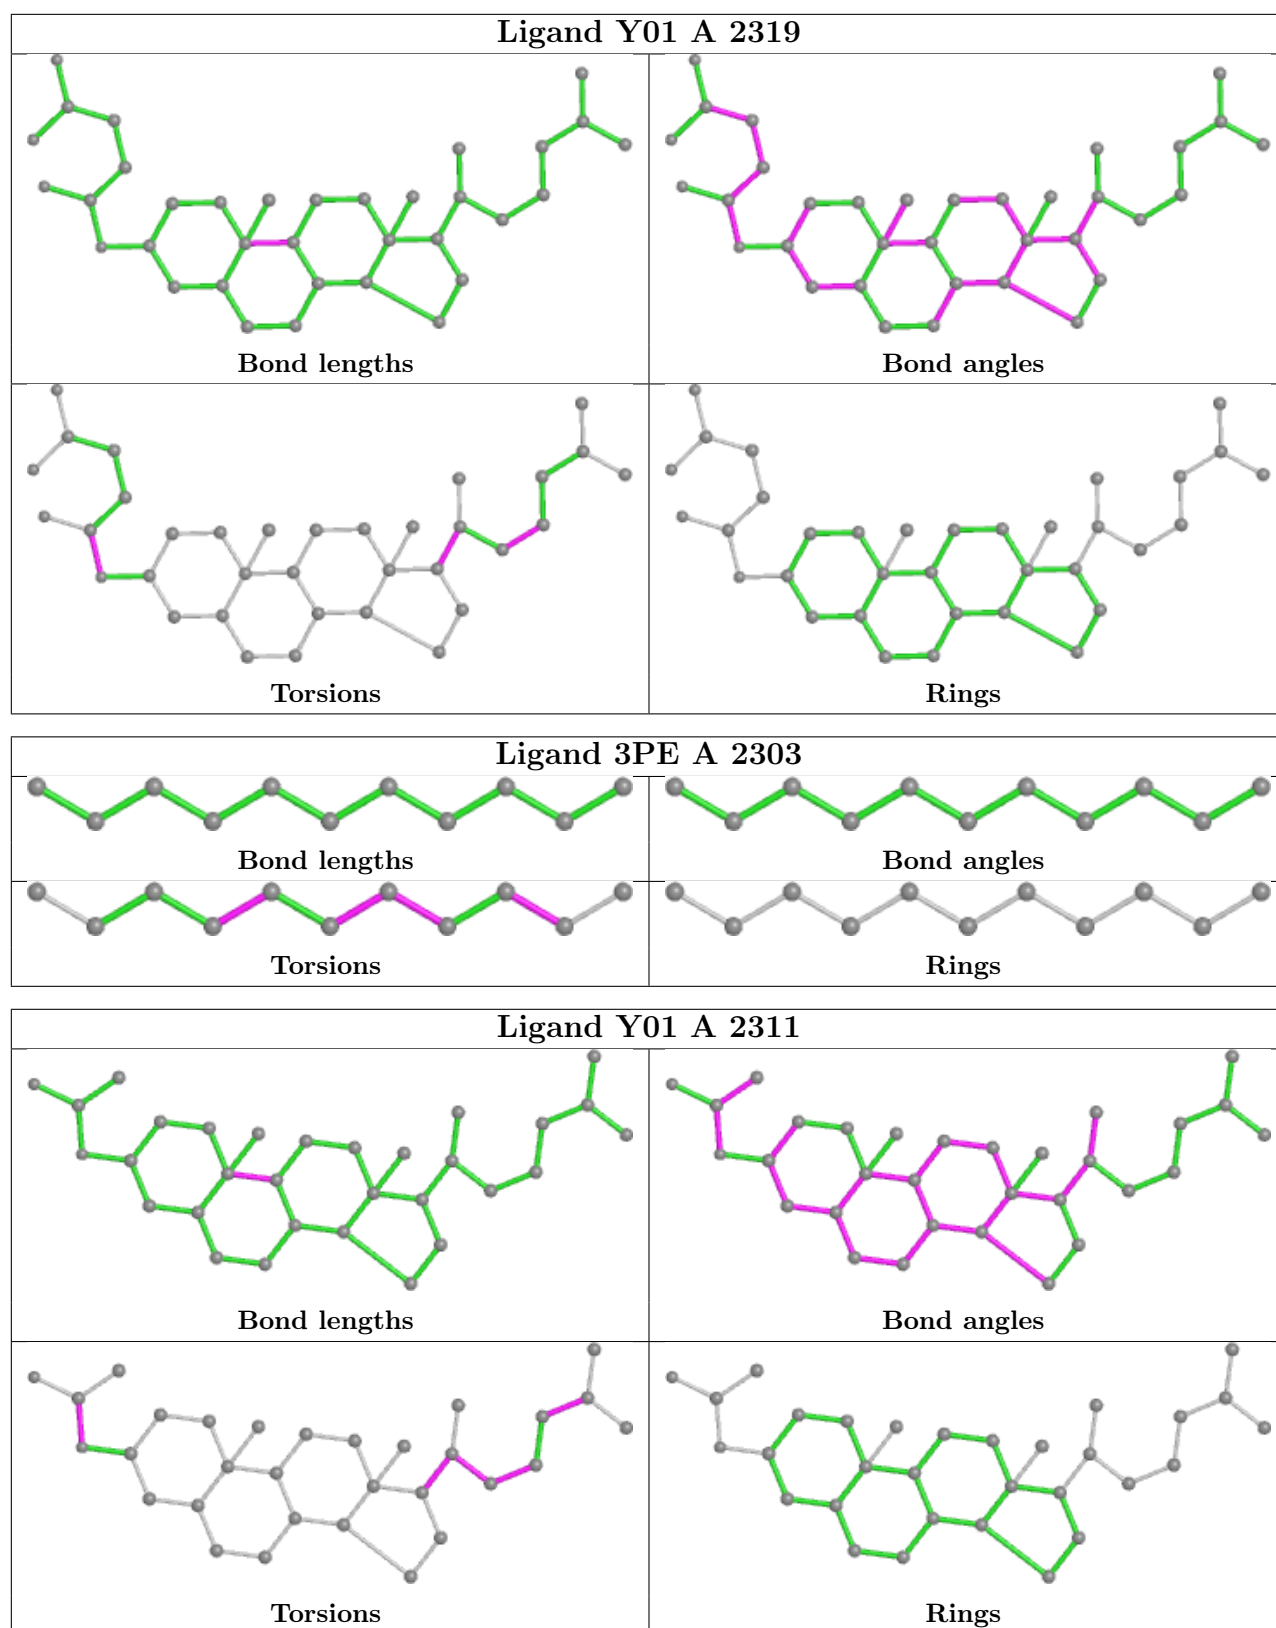 Ligand Y01 A 2319
Bond lengths
Bond angles
Torsions
Rings
Ligand 3PE A 2303
Bond lengths
Bond angles
Torsions
Rings
Ligand Y01 A 2311
Bond lengths
Bond angles
Torsions
Rings